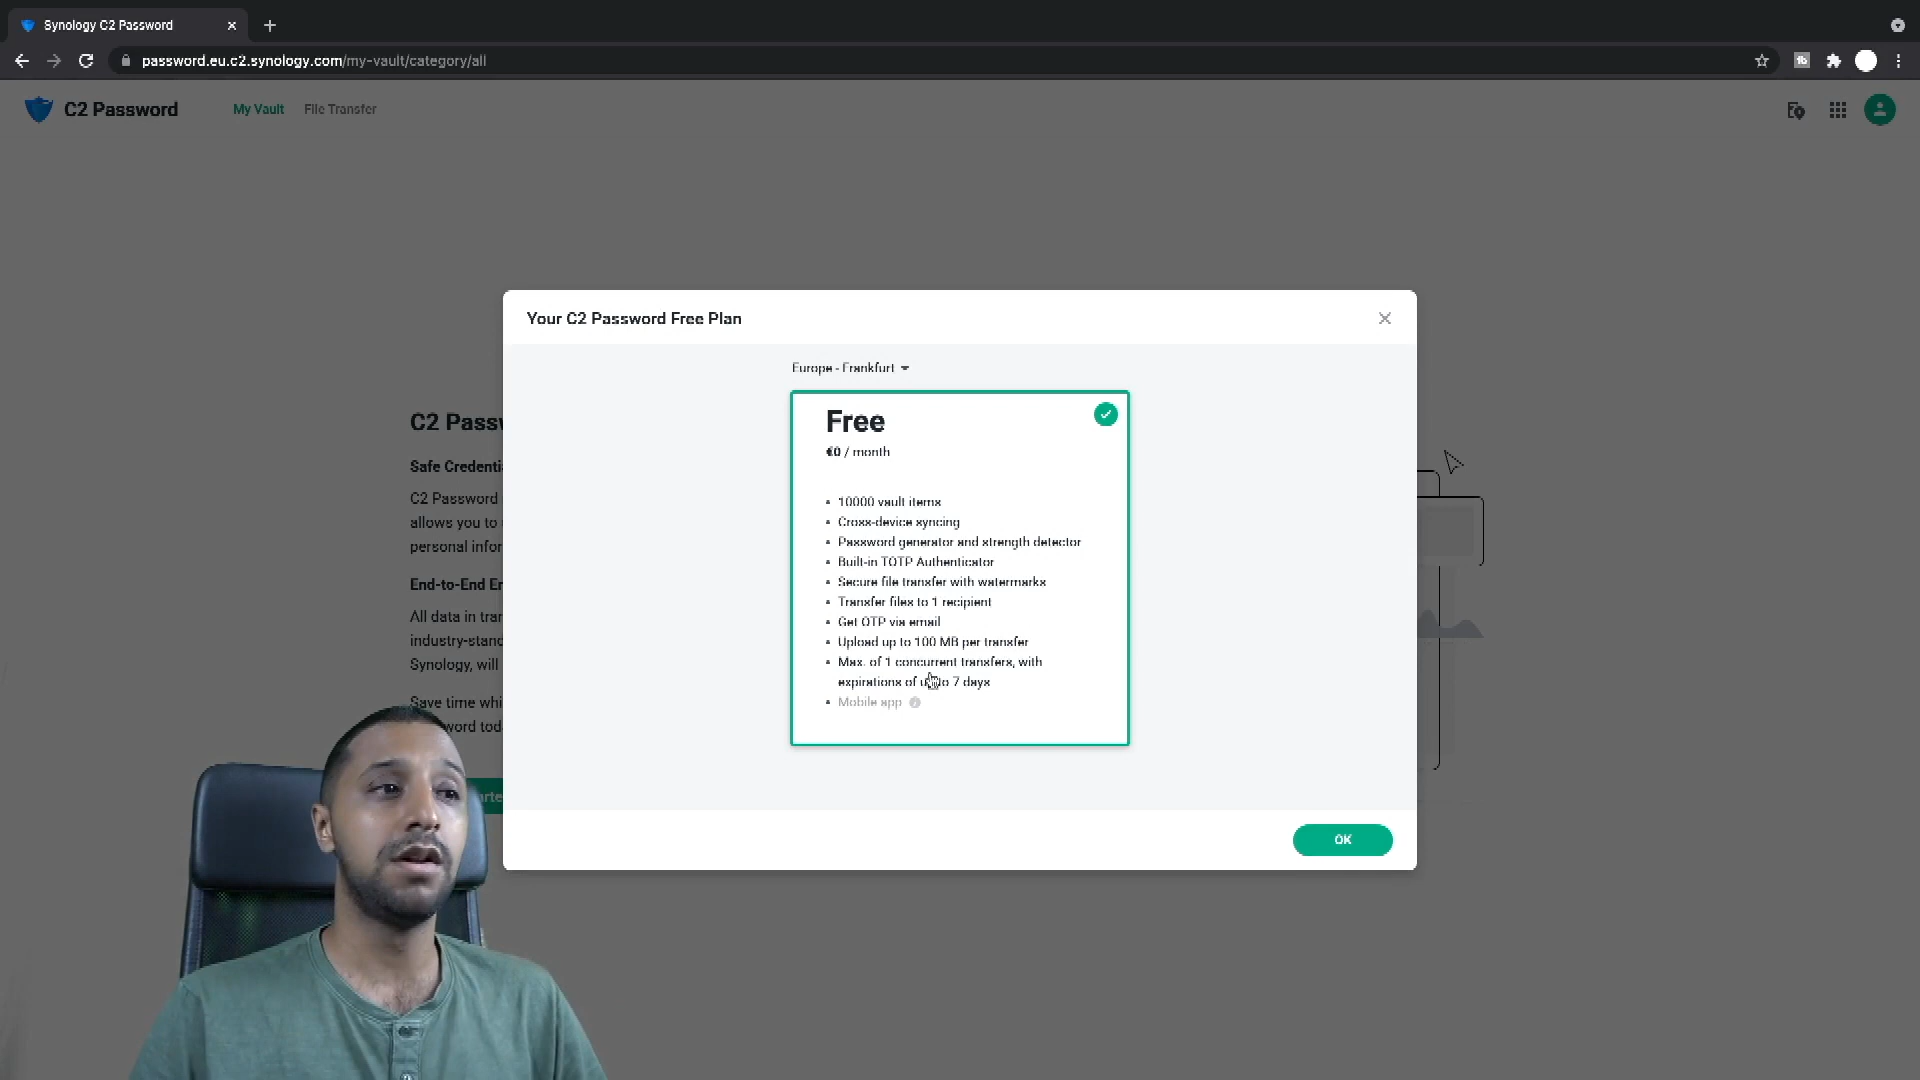 Synology C2 Password
password.eu.c2.synology.com/my-vault/category/all
C2 Password
My Vault
File Transfer
Your C2 Password Free Plan
Europe - Frankfurt
Free
€0 / month
• 10000 vault items
• Cross-device syncing
• Password generator and strength detector
• Built-in TOTP Authenticator
• Secure file transfer with watermarks
• Transfer files to 1 recipient
• Get OTP via email
• Upload up to 100 MB per transfer
• Max. of 1 concurrent transfers, with
expirations of up to 7 days
• Mobile app
OK
C2 Passw
Safe Credenti
C2 Password
allows you to
personal infor
End-to-End En
All data in tran
industry-stand
Synology, will
Save time whi
word tod
arte